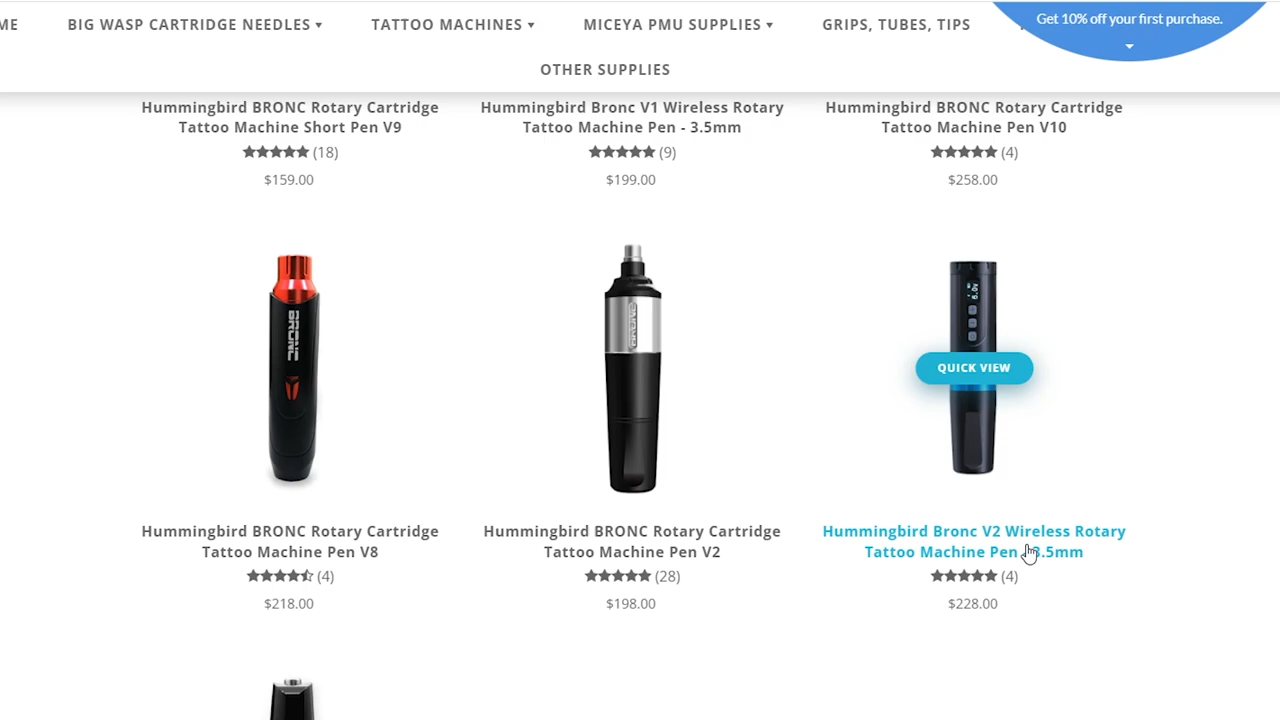 ME
BIG WASP CARTRIDGE NEEDLES
TATTOO MACHINES
MICEYA PMU SUPPLIES
GRIPS, TUBES, TIPS
Get 10% off your first purchase.
OTHER SUPPLIES
Hummingbird BRONC Rotary Cartridge
Tattoo Machine Short Pen V9
(18)
$159.00
Hummingbird Bronc V1 Wireless Rotary
Tattoo Machine Pen - 3.5mm
(9)
$199.00
Hummingbird BRONC Rotary Cartridge
Tattoo Machine Pen V10
(4)
$258.00
BRONC
BRONC
QUICK VIEW
Hummingbird BRONC Rotary Cartridge
Tattoo Machine Pen V8
(4)
$218.00
Hummingbird BRONC Rotary Cartridge
Tattoo Machine Pen V2
(28)
$198.00
Hummingbird Bronc V2 Wireless Rotary
Tattoo Machine Pen 3.5mm
(4)
$228.00